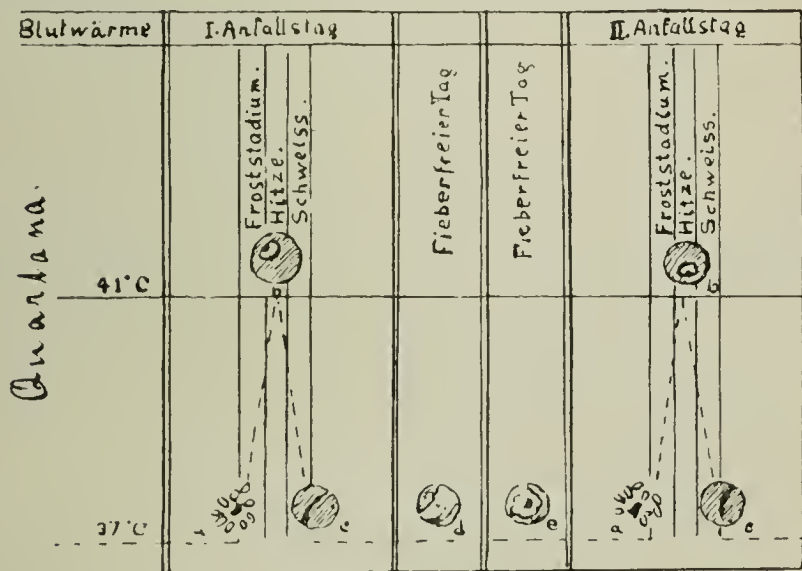 Blutwärme
I. Anfallstag
II. Anfallstag
Quartana.
Froststadium.
Hitze.
Schweiss.
Fieberfreier Tag
Fieberfreier Tag
Froststadium.
Hitze.
Schweiss.
41°C
b
37°C
c
d
e